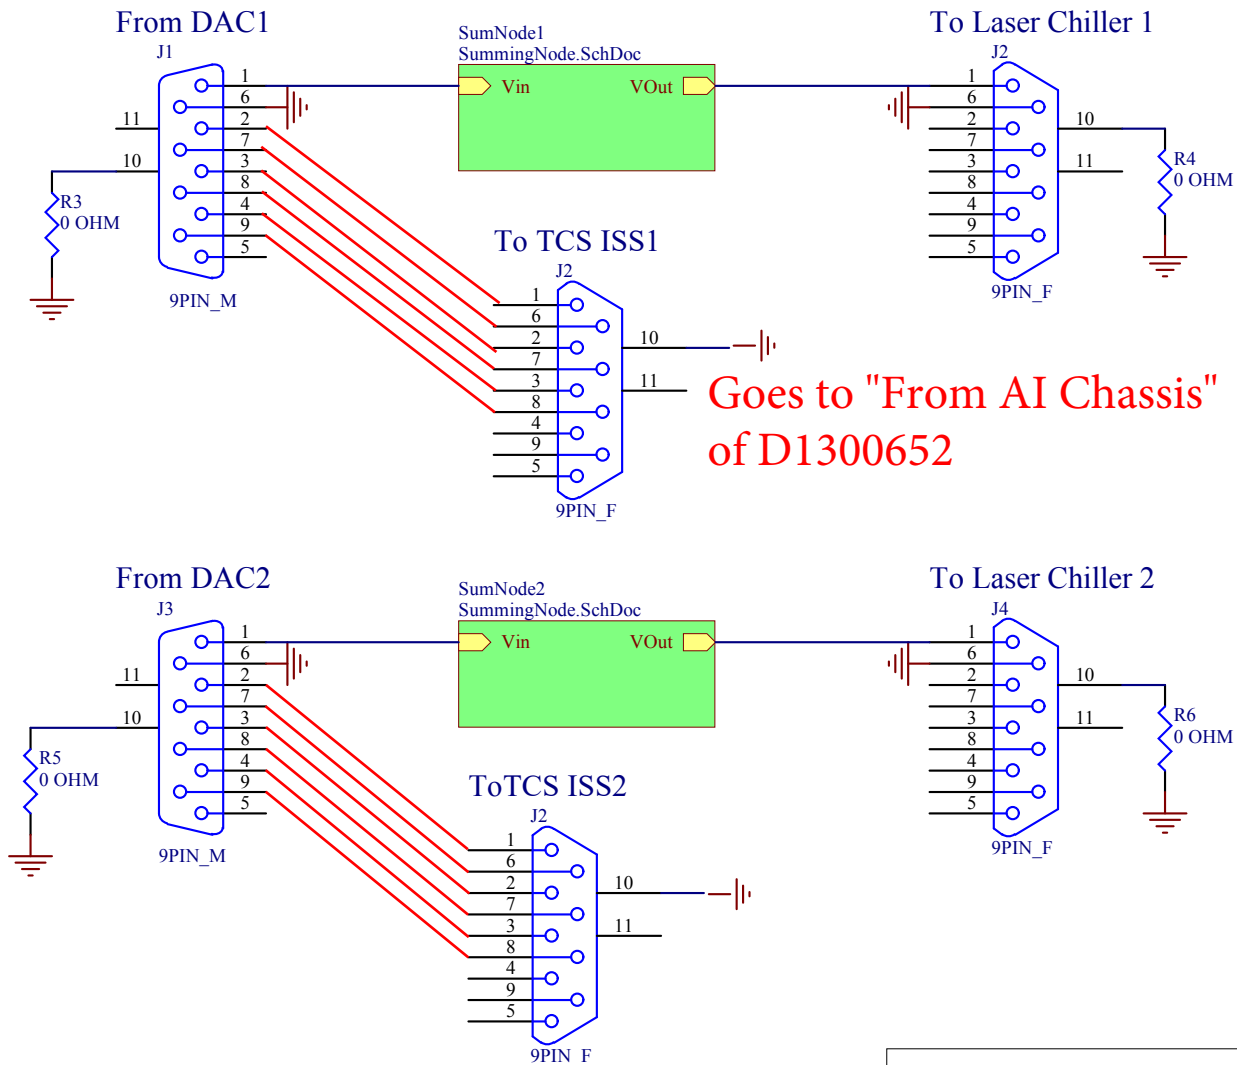 From DAC1
J1
1
6
2
7
3
8
4
9
5
11
10
R3
0 OHM
9PIN_M
SumNode1
SummingNode.SchDoc
Vin
VOut
To Laser Chiller 1
J2
1
6
2
7
3
8
4
9
5
10
11
R4
0 OHM
9PIN_F
To TCS ISS1
J2
1
6
2
7
3
8
4
9
5
10
11
9PIN_F
Goes to "From AI Chassis"
of D1300652
From DAC2
J3
1
6
2
7
3
8
4
9
5
11
10
R5
0 OHM
9PIN_M
SumNode2
SummingNode.SchDoc
Vin
VOut
To Laser Chiller 2
J4
1
6
2
7
3
8
4
9
5
10
11
R6
0 OHM
9PIN_F
ToTCS ISS2
J2
1
6
2
7
3
8
4
9
5
10
11
9PIN_F